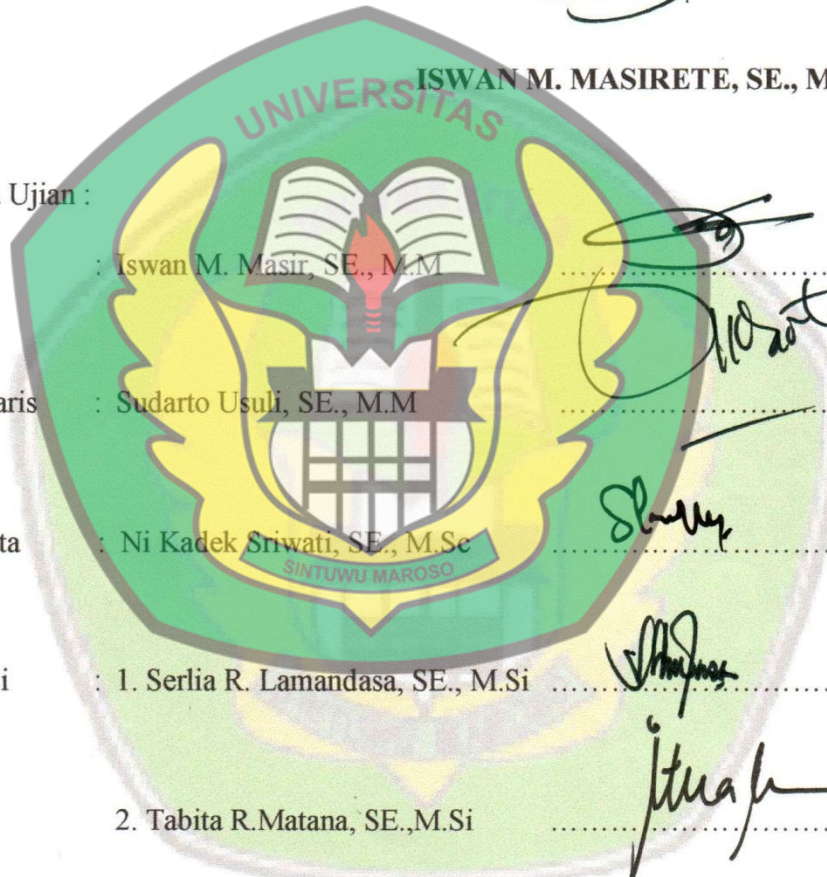 ISWAN M. MASIRETE, SE., M
UNIVERSITAS
Ujian :
: Iswan M. Masir, SE., M.M ..............
aris : Sudarto Usuli, SE., M.M ..............
ta : Ni Kadek Sriwati, SE., M.Sc ..............
SINTUWU MAROSO
i : 1. Serlia R. Lamandasa, SE., M.Si ..............
2. Tabita R.Matana, SE.,M.Si ..............